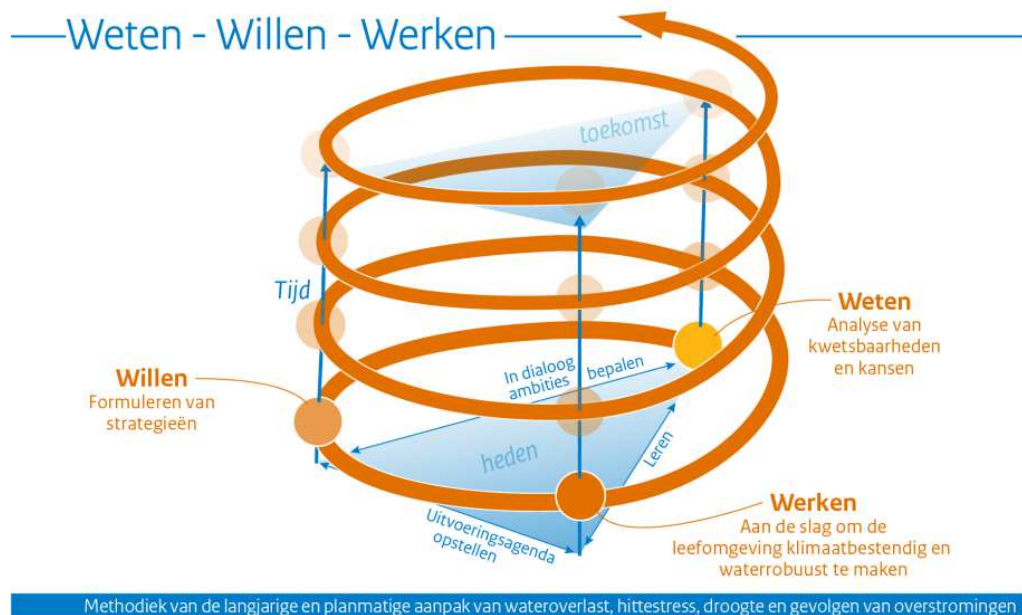 Weten - Willen - Werken
toekomst
Tijd
Weten
Analyse van
kwetsbaarheden
en kansen
In dialoog
ambities bepalen
Willen
Formuleren van
strategieën
heden
Leren
Uitvoeringsagenda
opstellen
Werken
Aan de slag om de
leefomgeving klimaatbestendig en
waterrobuust te maken
Methodiek van de langjarige en planmatige aanpak van wateroverlast, hittestress, droogte en gevolgen van overstromingen